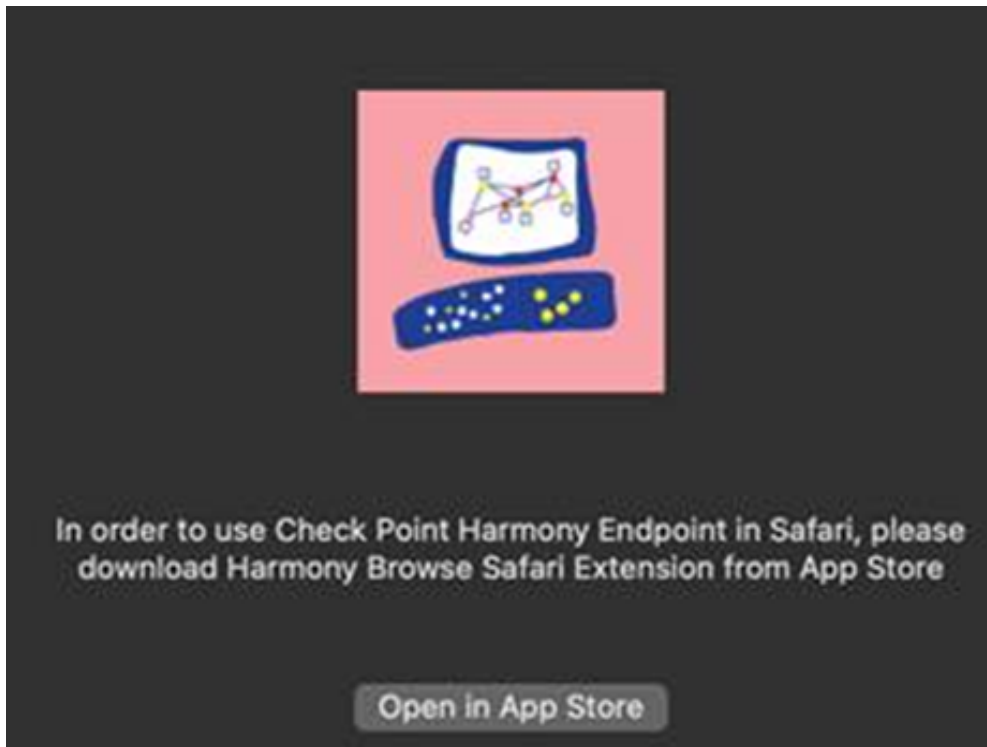 In order to use Check Point Harmony Endpoint in Safari, please
download Harmony Browse Safari Extension from App Store
Open in App Store